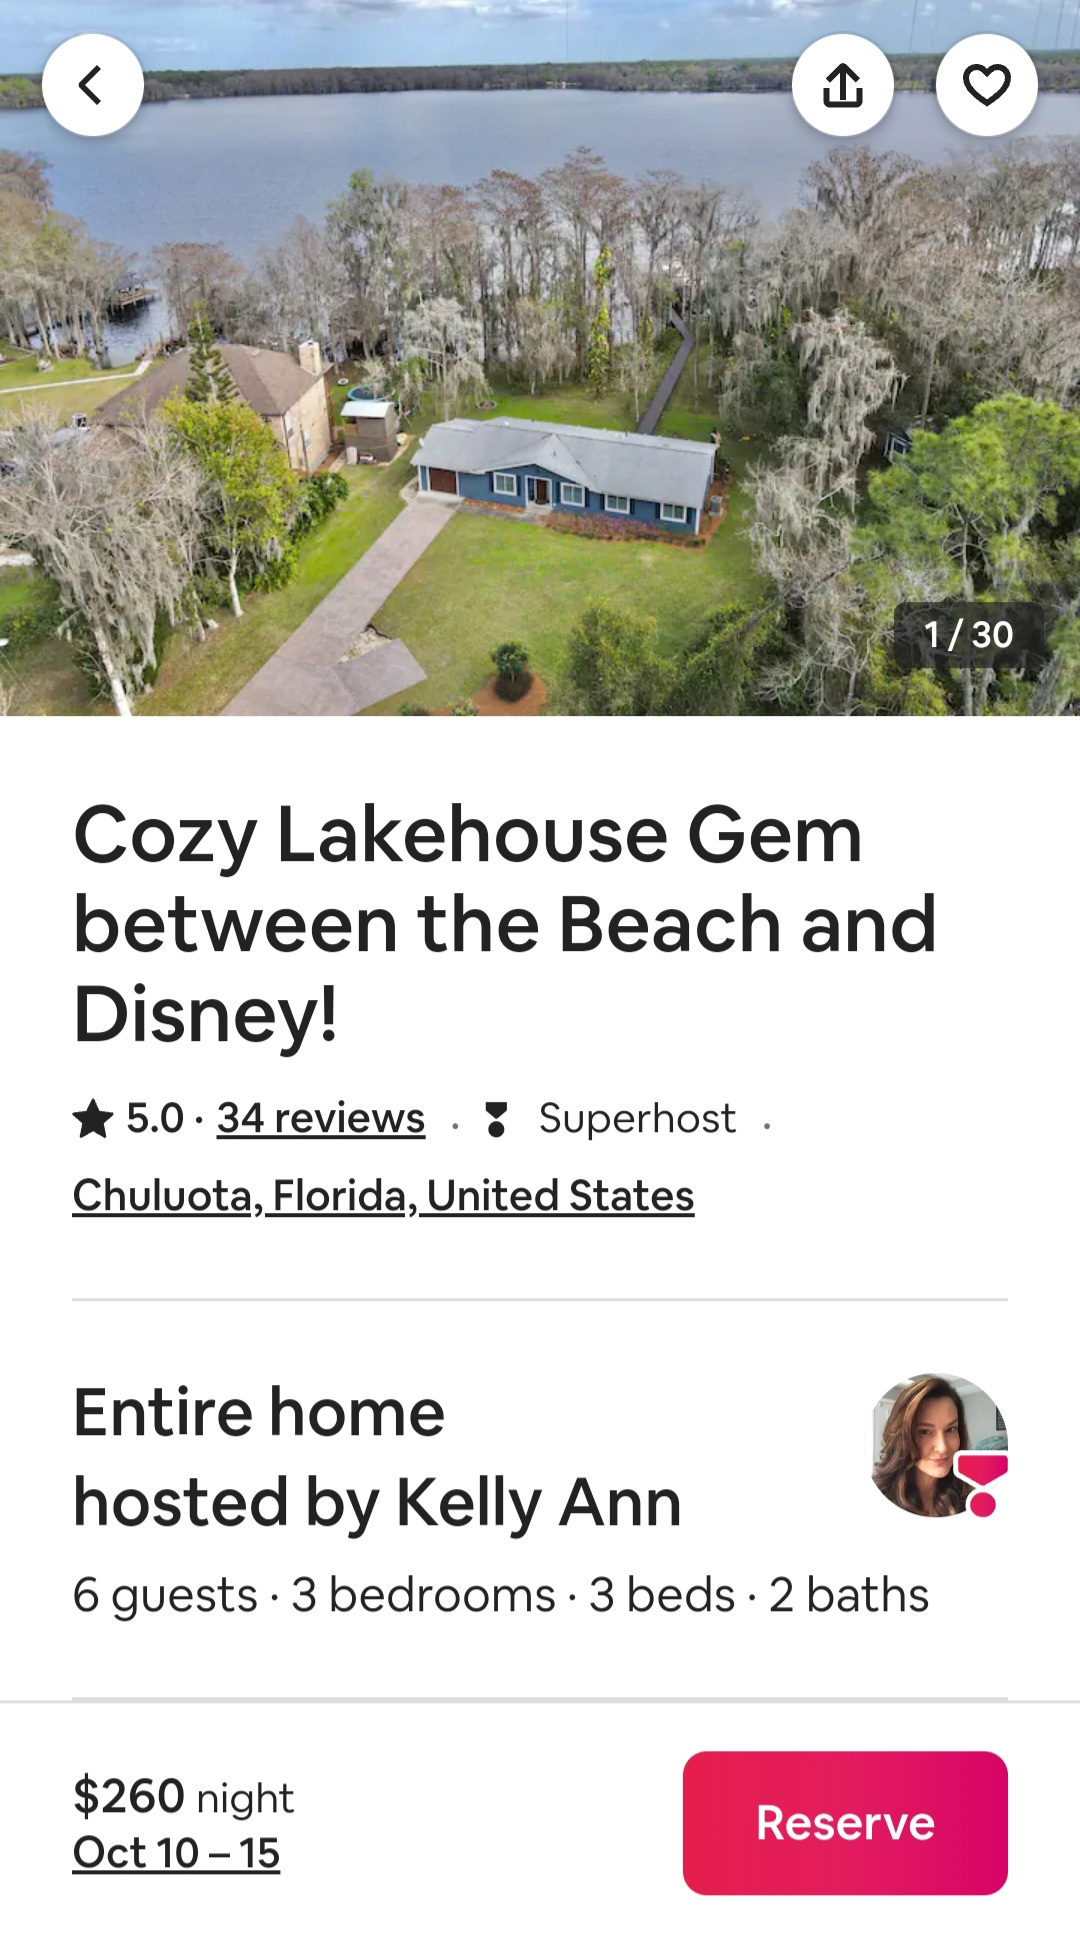 1 / 30
Cozy Lakehouse Gem
between the Beach and
Disney!
5.0 · 34 reviews · Superhost ·
Chuluota, Florida, United States
Entire home
hosted by Kelly Ann
6 guests · 3 bedrooms · 3 beds · 2 baths
$260 night
Oct 10 – 15
Reserve